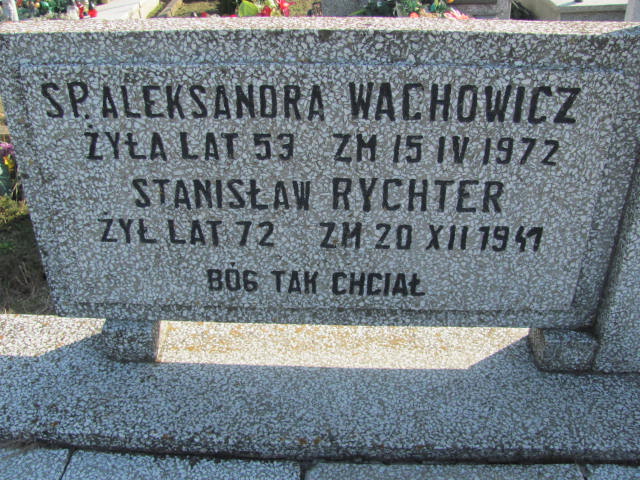 SP. ALEKSANDRA WACHOWICZ
ŻYŁA LAT 53 ZM 15 IV 1972
STANISŁAW RYCHTER
ŻYŁ LAT 72 ZM 20 XII 1941
BÓG TAK CHCIAŁ